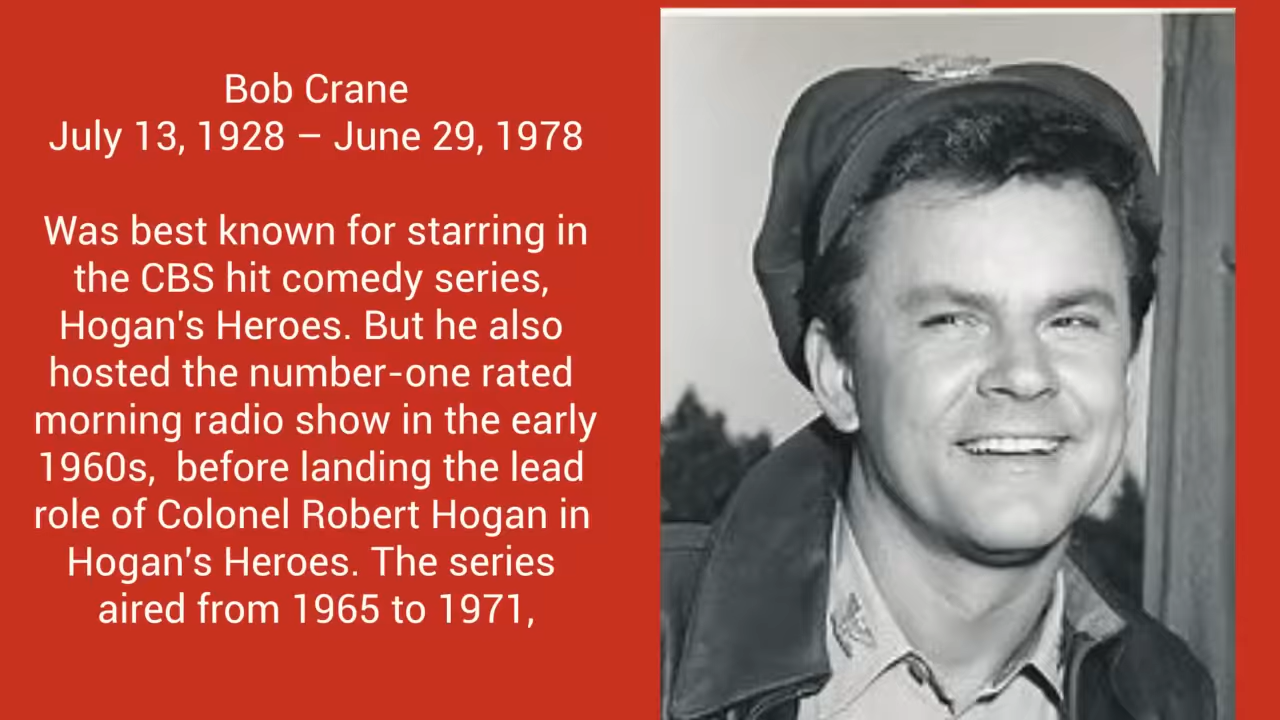 Bob Crane
July 13, 1928 – June 29, 1978
Was best known for starring in
the CBS hit comedy series,
Hogan's Heroes. But he also
hosted the number-one rated
morning radio show in the early
1960s,  before landing the lead
role of Colonel Robert Hogan in
Hogan's Heroes. The series
aired from 1965 to 1971,